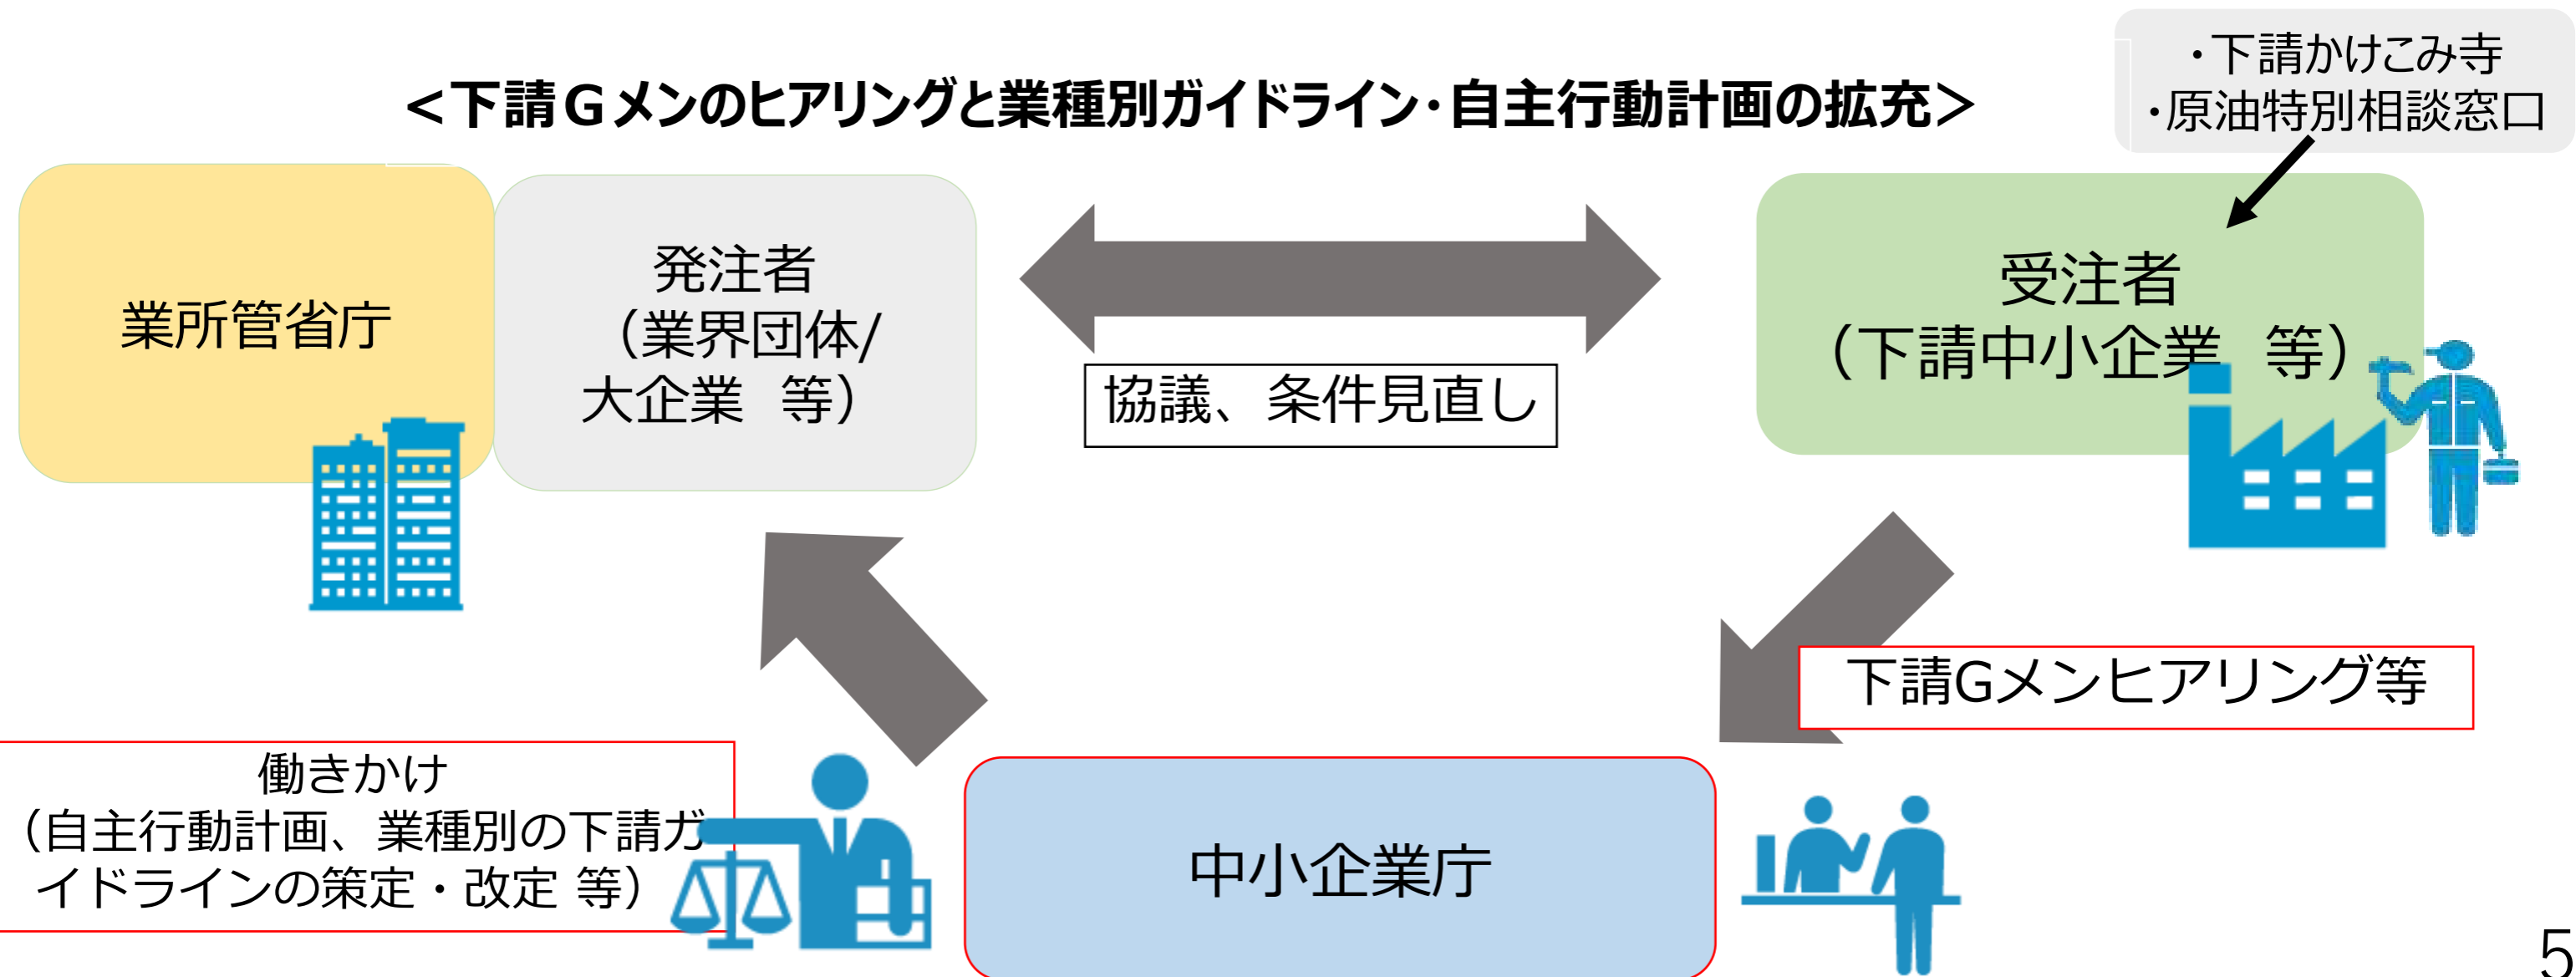 ・下請かけこみ寺
・原油特別相談窓口
<下請Gメンのヒアリングと業種別ガイドライン・自主行動計画の拡充>
業所管省庁
発注者
（業界団体/
大企業 等）
協議、条件見直し
受注者
（下請中小企業 等）
下請Gメンヒアリング等
働きかけ
（自主行動計画、業種別の下請ガ
イドラインの策定・改定 等）
中小企業庁
5